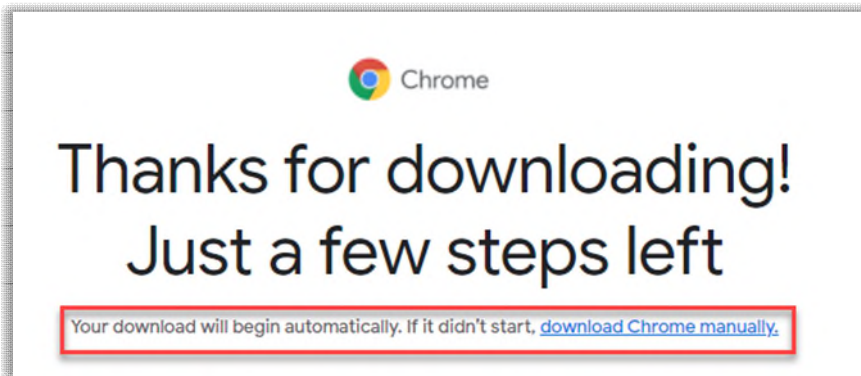 Chrome
Thanks for downloading!
Just a few steps left
Your download will begin automatically. If it didn't start, download Chrome manually.